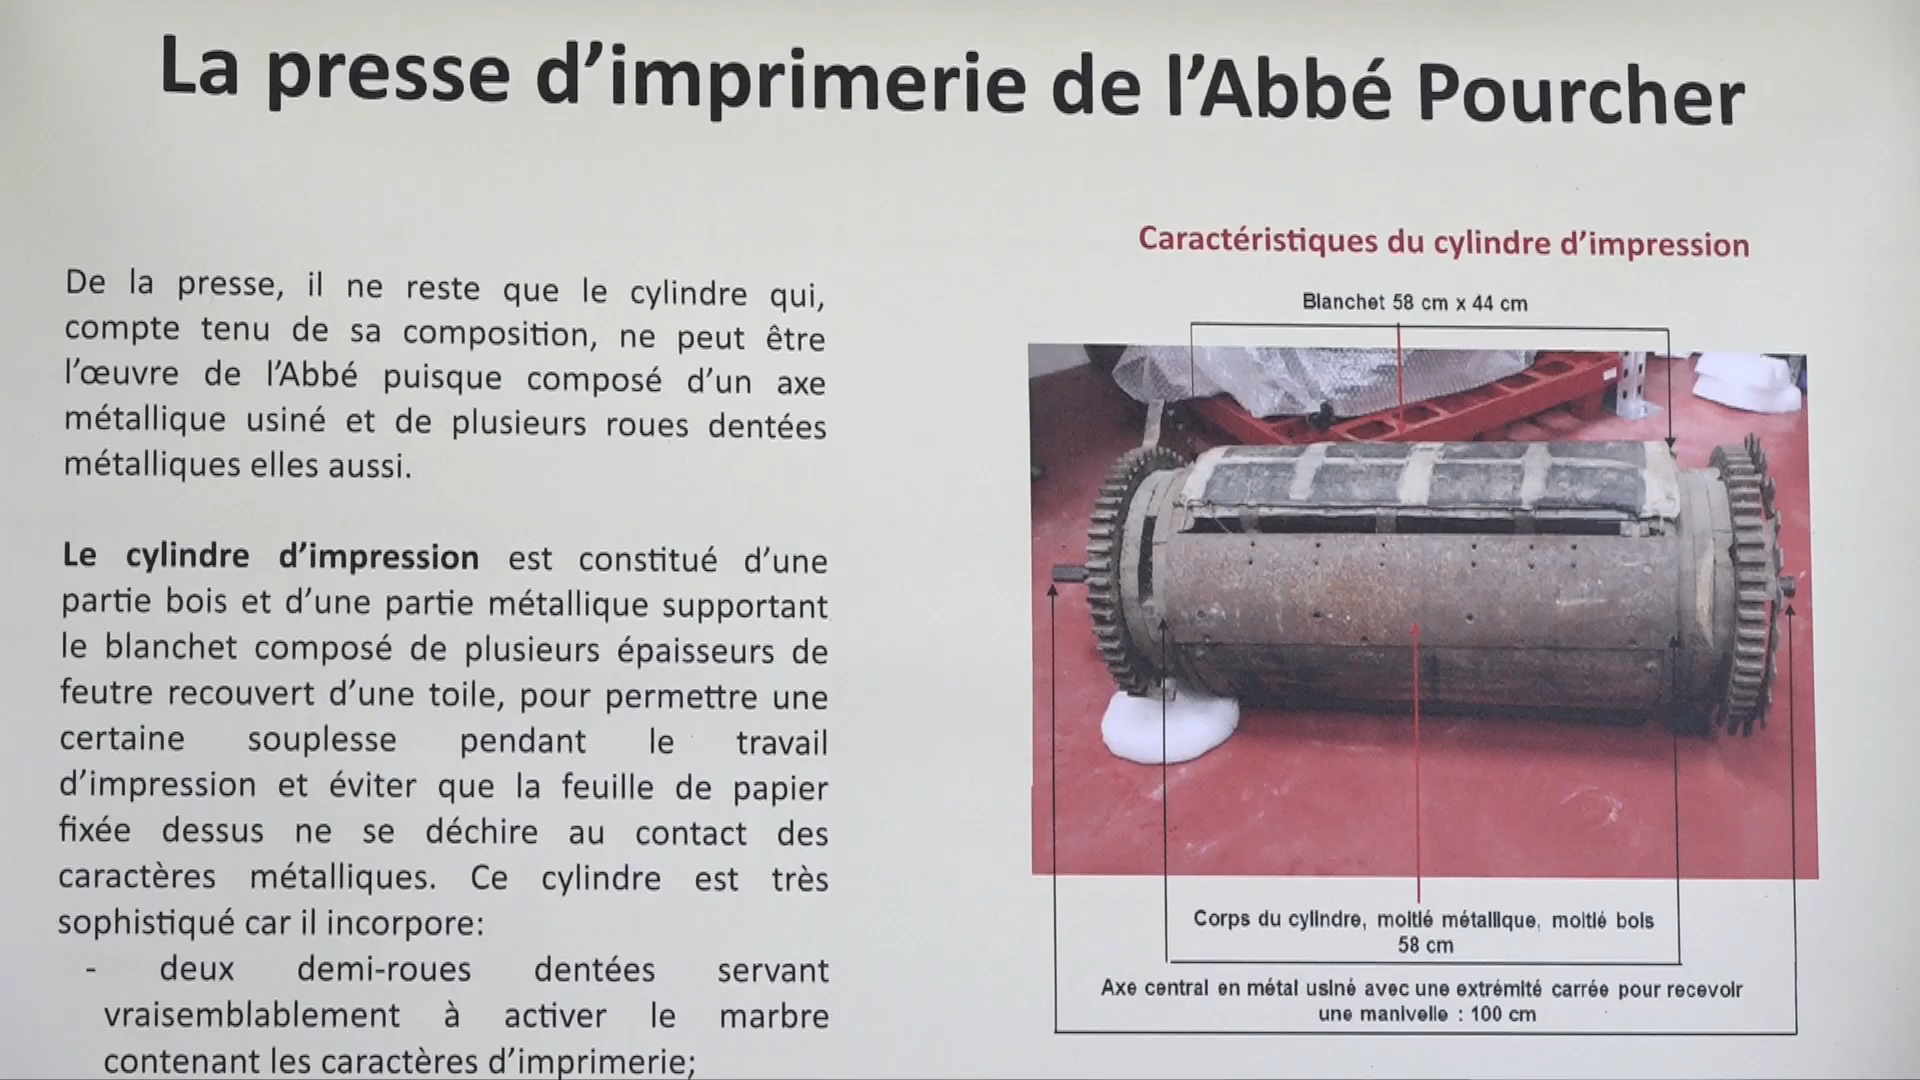 La presse d’imprimerie de l’Abbé Pourcher
De la presse, il ne reste que le cylindre qui,
compte tenu de sa composition, ne peut être
l’œuvre de l’Abbé puisque composé d’un axe
métallique usiné et de plusieurs roues dentées
métalliques elles aussi.
Le cylindre d’impression est constitué d’une
partie bois et d’une partie métallique supportant
le blanchet composé de plusieurs épaisseurs de
feutre recouvert d’une toile, pour permettre une
certaine souplesse pendant le travail
d’impression et éviter que la feuille de papier
fixée dessus ne se déchire au contact des
caractères métalliques. Ce cylindre est très
sophistiqué car il incorpore:
- deux demi-roues dentées servant
vraisemblablement à activer le marbre
contenant les caractères d’imprimerie;
Caractéristiques du cylindre d’impression
Blanchet 58 cm x 44 cm
Corps du cylindre, moitié métallique, moitié bois
58 cm
Axe central en métal usiné avec une extrémité carrée pour recevoir
une manivelle : 100 cm